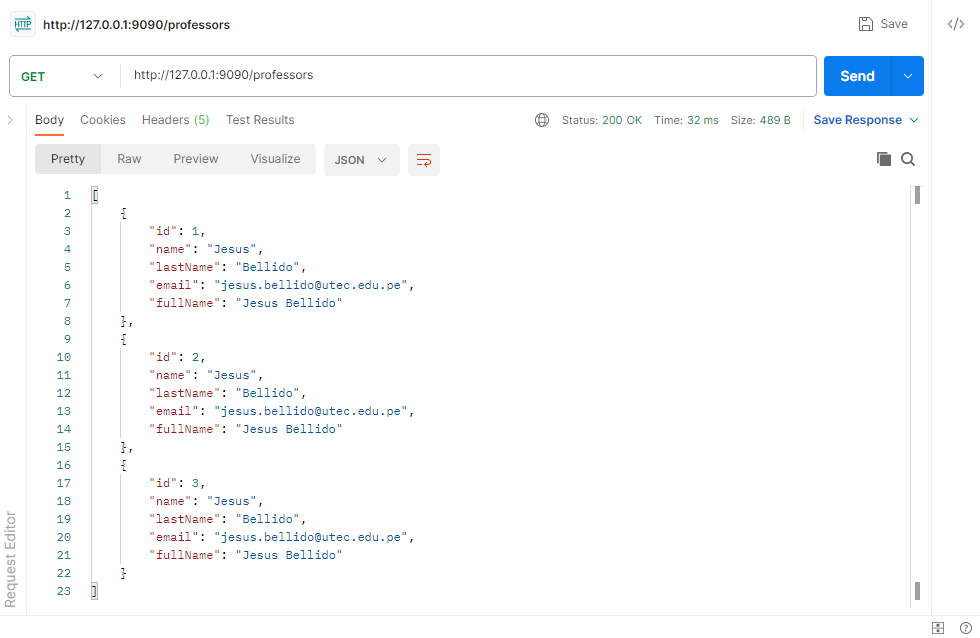 HTTP http://127.0.0.1:9090/professors Save </>
GET http://127.0.0.1:9090/professors Send
Body Cookies Headers (5) Test Results Status: 200 OK Time: 32 ms Size: 489 B Save Response
Pretty Raw Preview Visualize JSON
1 [
2 {
3 "id": 1,
4 "name": "Jesus",
5 "lastName": "Bellido",
6 "email": "jesus.bellido@utec.edu.pe",
7 "fullName": "Jesus Bellido"
8 },
9 {
10 "id": 2,
11 "name": "Jesus",
12 "lastName": "Bellido",
13 "email": "jesus.bellido@utec.edu.pe",
14 "fullName": "Jesus Bellido"
15 },
16 {
17 "id": 3,
18 "name": "Jesus",
19 "lastName": "Bellido",
20 "email": "jesus.bellido@utec.edu.pe",
21 "fullName": "Jesus Bellido"
22 }
23 ]
Request Editor